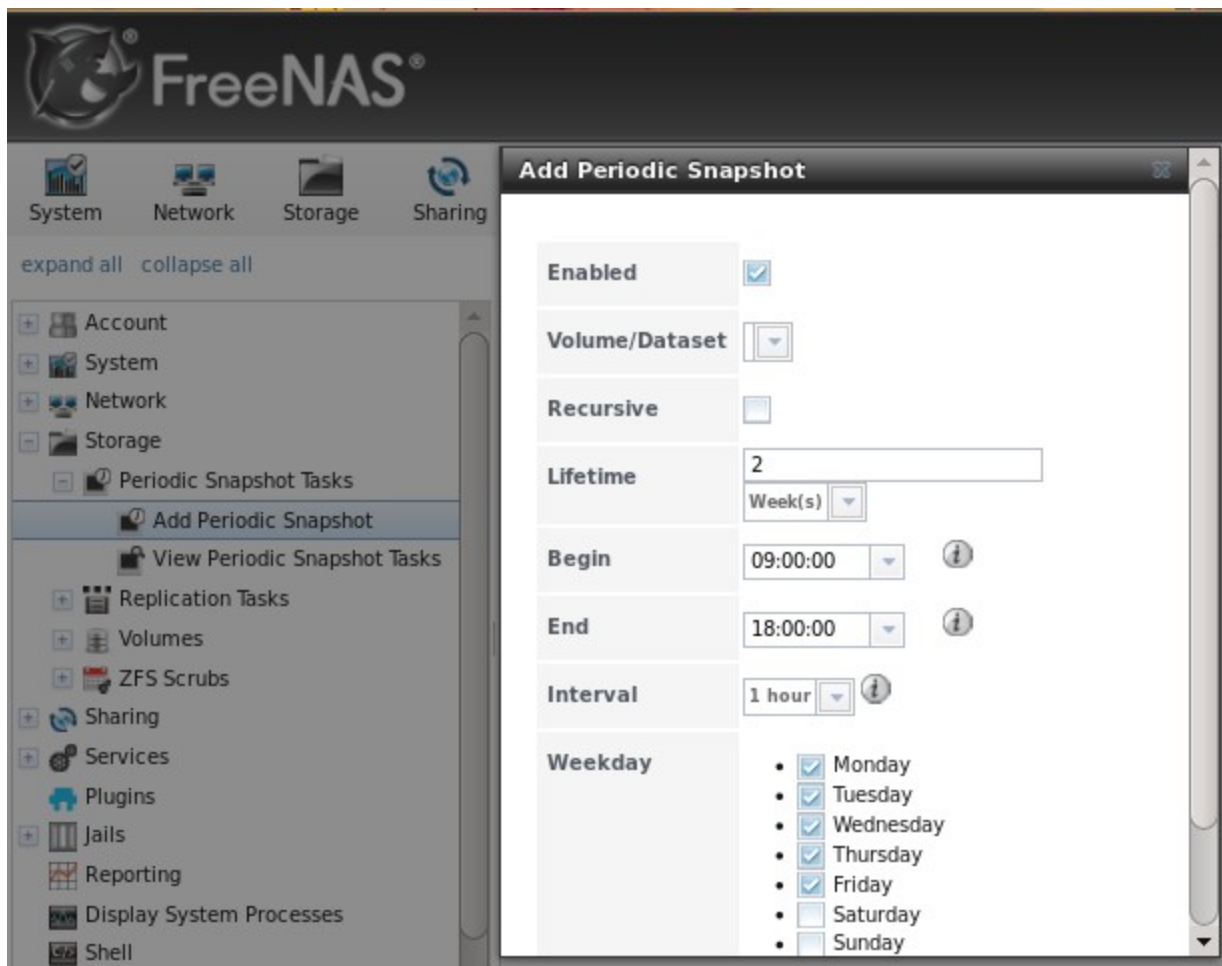 FreeNAS®
System Network Storage Sharing
expand all collapse all
Account
System
Network
Storage
Periodic Snapshot Tasks
Add Periodic Snapshot
View Periodic Snapshot Tasks
Replication Tasks
Volumes
ZFS Scrubs
Sharing
Services
Plugins
Jails
Reporting
Display System Processes
Shell
Add Periodic Snapshot
Enabled
Volume/Dataset
Recursive
Lifetime 2
Week(s)
Begin 09:00:00
End 18:00:00
Interval 1 hour
Weekday
• Monday
• Tuesday
• Wednesday
• Thursday
• Friday
• Saturday
• Sunday